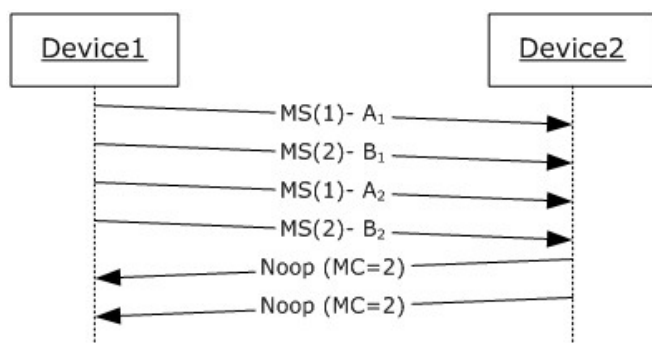 Device1 Device2
MS(1)- A₁
MS(2)- B₁
MS(1)- A₂
MS(2)- B₂
Noop (MC=2)
Noop (MC=2)